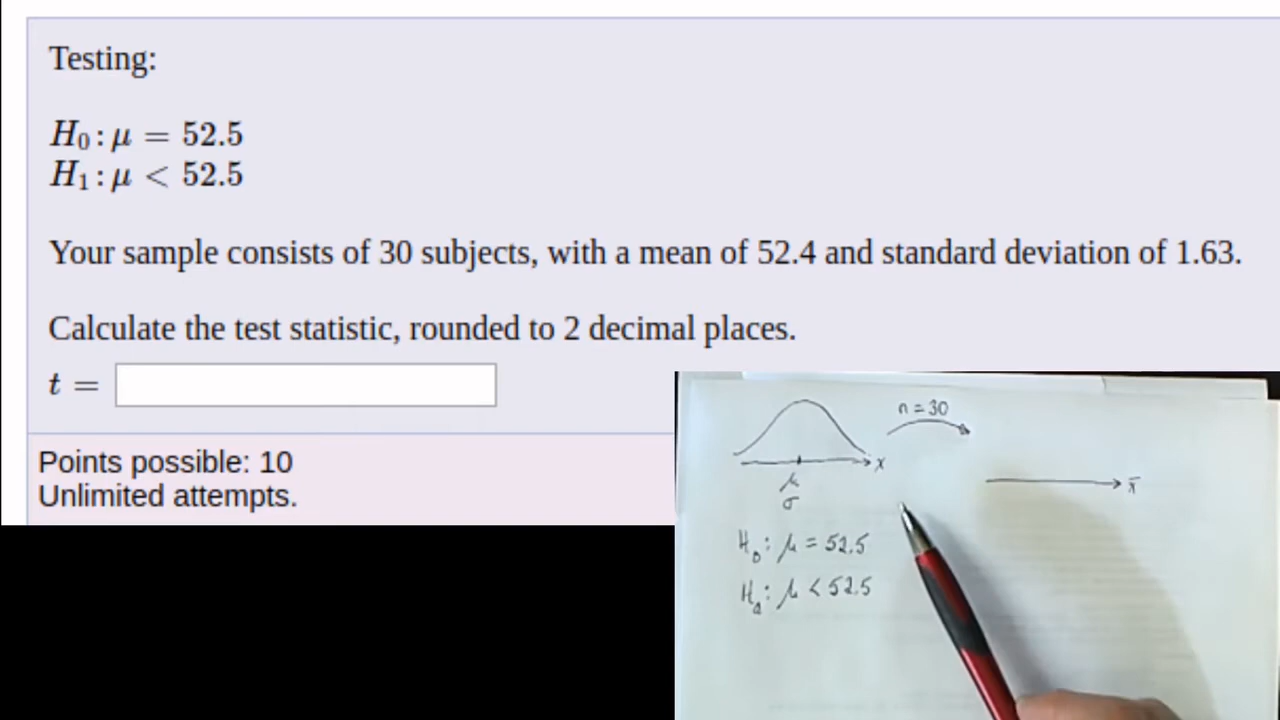 Testing:
H₀: μ = 52.5
H₁: μ < 52.5
Your sample consists of 30 subjects, with a mean of 52.4 and standard deviation of 1.63.
Calculate the test statistic, rounded to 2 decimal places.
t =
Points possible: 10
Unlimited attempts.
n = 30
x
μ
σ
x̄
H₀: μ = 52.5
Hₐ: μ < 52.5